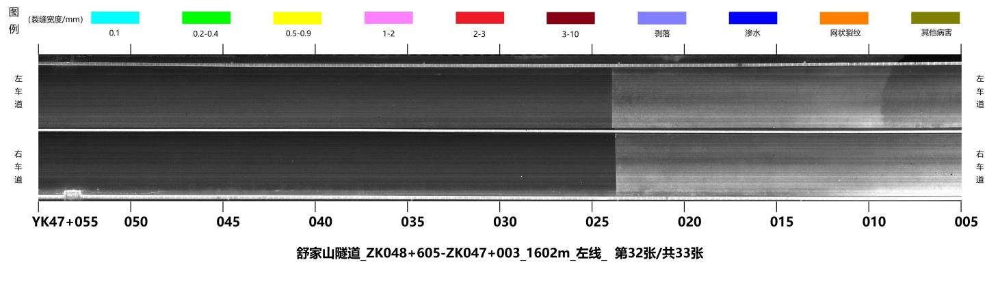 图例
(裂缝宽度/mm)
0.1 0.2-0.4 0.5-0.9 1-2 2-3 3-10 剥落 渗水 网状裂纹 其他病害
左车道 左车道
右车道 右车道
YK47+055 050 045 040 035 030 025 020 015 010 005
舒家山隧道_ZK048+605-ZK047+003_1602m_左线_ 第32张/共33张